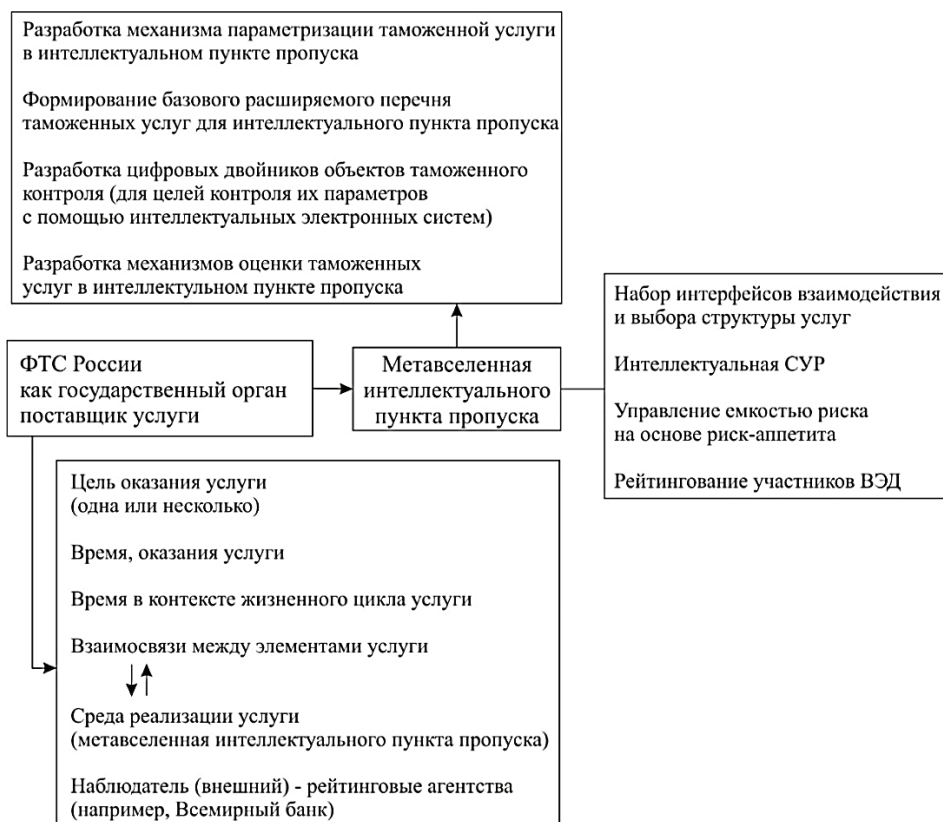 Разработка механизма параметризации таможенной услуги
в интеллектуальном пункте пропуска
Формирование базового расширяемого перечня
таможенных услуг для интеллектуального пункта пропуска
Разработка цифровых двойников объектов таможенного
контроля (для целей контроля их параметров
с помощью интеллектуальных электронных систем)
Разработка механизмов оценки таможенных
услуг в интеллектульном пункте пропуска
ФТС России
как государственный орган
поставщик услуги
Метавселенная
интеллектуального
пункта пропуска
Набор интерфейсов взаимодействия
и выбора структуры услуг
Интеллектуальная СУР
Управление емкостью риска
на основе риск-аппетита
Рейтингование участников ВЭД
Цель оказания услуги
(одна или несколько)
Время, оказания услуги
Время в контексте жизненного цикла услуги
Взаимосвязи между элементами услуги
Среда реализации услуги
(метавселенная интеллектуального пункта пропуска)
Наблюдатель (внешний) - рейтинговые агентства
(например, Всемирный банк)